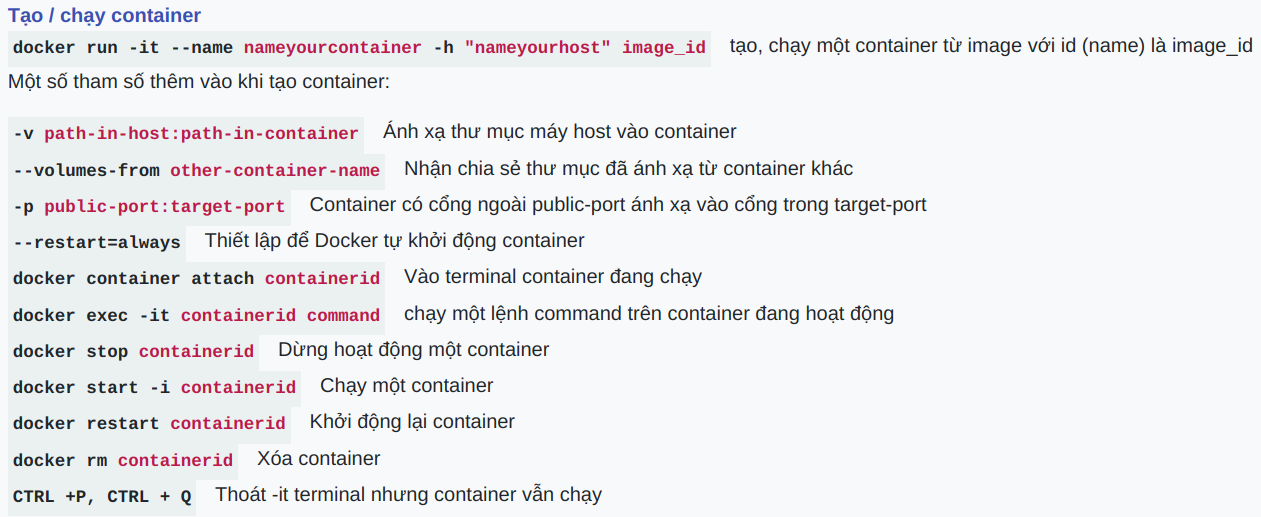 Tạo / chạy container
docker run -it --name nameyourcontainer -h "nameyourhost" image_id tạo, chạy một container từ image với id (name) là image_id
Một số tham số thêm vào khi tạo container:
-v path-in-host:path-in-container Ánh xạ thư mục máy host vào container
--volumes-from other-container-name Nhận chia sẻ thư mục đã ánh xạ từ container khác
-p public-port:target-port Container có cổng ngoài public-port ánh xạ vào cổng trong target-port
--restart=always Thiết lập để Docker tự khởi động container
docker container attach containerid Vào terminal container đang chạy
docker exec -it containerid command chạy một lệnh command trên container đang hoạt động
docker stop containerid Dừng hoạt động một container
docker start -i containerid Chạy một container
docker restart containerid Khởi động lại container
docker rm containerid Xóa container
CTRL +P, CTRL + Q Thoát -it terminal nhưng container vẫn chạy